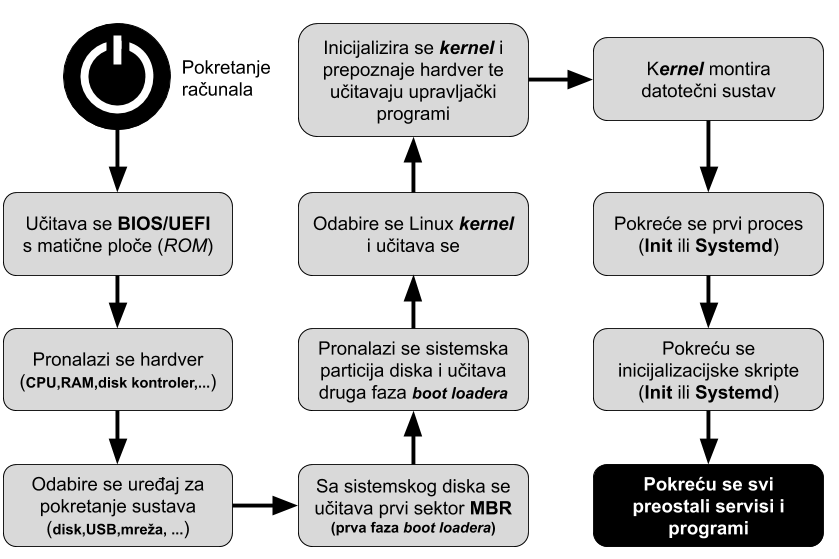 Pokretanje
računala
Učitava se BIOS/UEFI
s matične ploče (ROM)
Pronalazi se hardver
(CPU,RAM,disk kontroler,...)
Odabire se uređaj za
pokretanje sustava
(disk,USB,mreža, ...)
Sa sistemskog diska se
učitava prvi sektor MBR
(prva faza boot loadera)
Pronalazi se sistemska
particija diska i učitava
druga faza boot loadera
Odabire se Linux kernel
i učitava se
Inicijalizira se kernel i
prepoznaje hardver te
učitavaju upravljački
programi
Kernel montira
datotečni sustav
Pokreće se prvi proces
(Init ili Systemd)
Pokreću se
inicijalizacijske skripte
(Init ili Systemd)
Pokreću se svi
preostali servisi i
programi